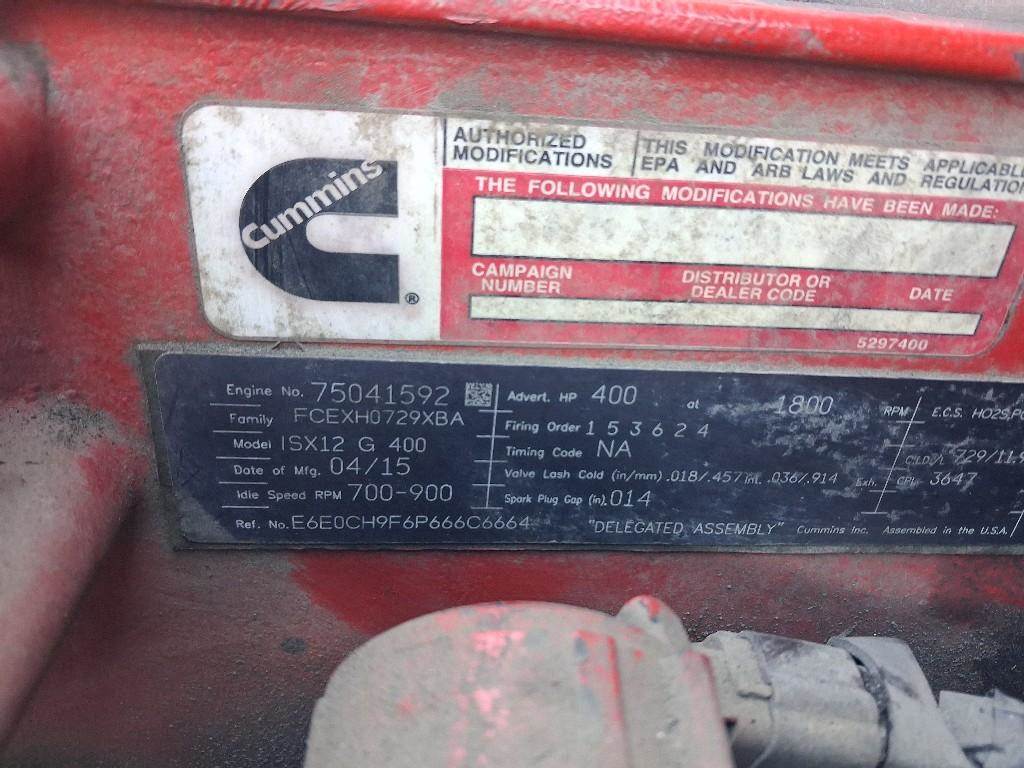 Cummins
®
AUTHORIZED MODIFICATIONS
THIS MODIFICATION MEETS APPLICABLE
EPA AND ARB LAWS AND
THE FOLLOWING MODIFICATIONS HAVE BEEN MADE:
CAMPAIGN NUMBER
DISTRIBUTOR OR DEALER CODE
DATE
5297400
Engine No. 75041592
Family FCEXH0729XBA
Model ISX12 G 400
Date of Mfg. 04/15
Idle Speed RPM 700-900
Ref. No. E6E0CH9F6P666C6664
Advert. HP 400 at 1800 RPM
Firing Order 1 5 3 6 2 4
Timing Code NA
Valve Lash Cold (in/mm) .018/.457 Int. .036/.914 Exh.
Spark Plug Gap (in) .014
"DELEGATED ASSEMBLY" Cummins Inc. Assembled in the U.S.A.
E.C.S. HO2S,
C.I.D./L 729/11.9
CPL 3647